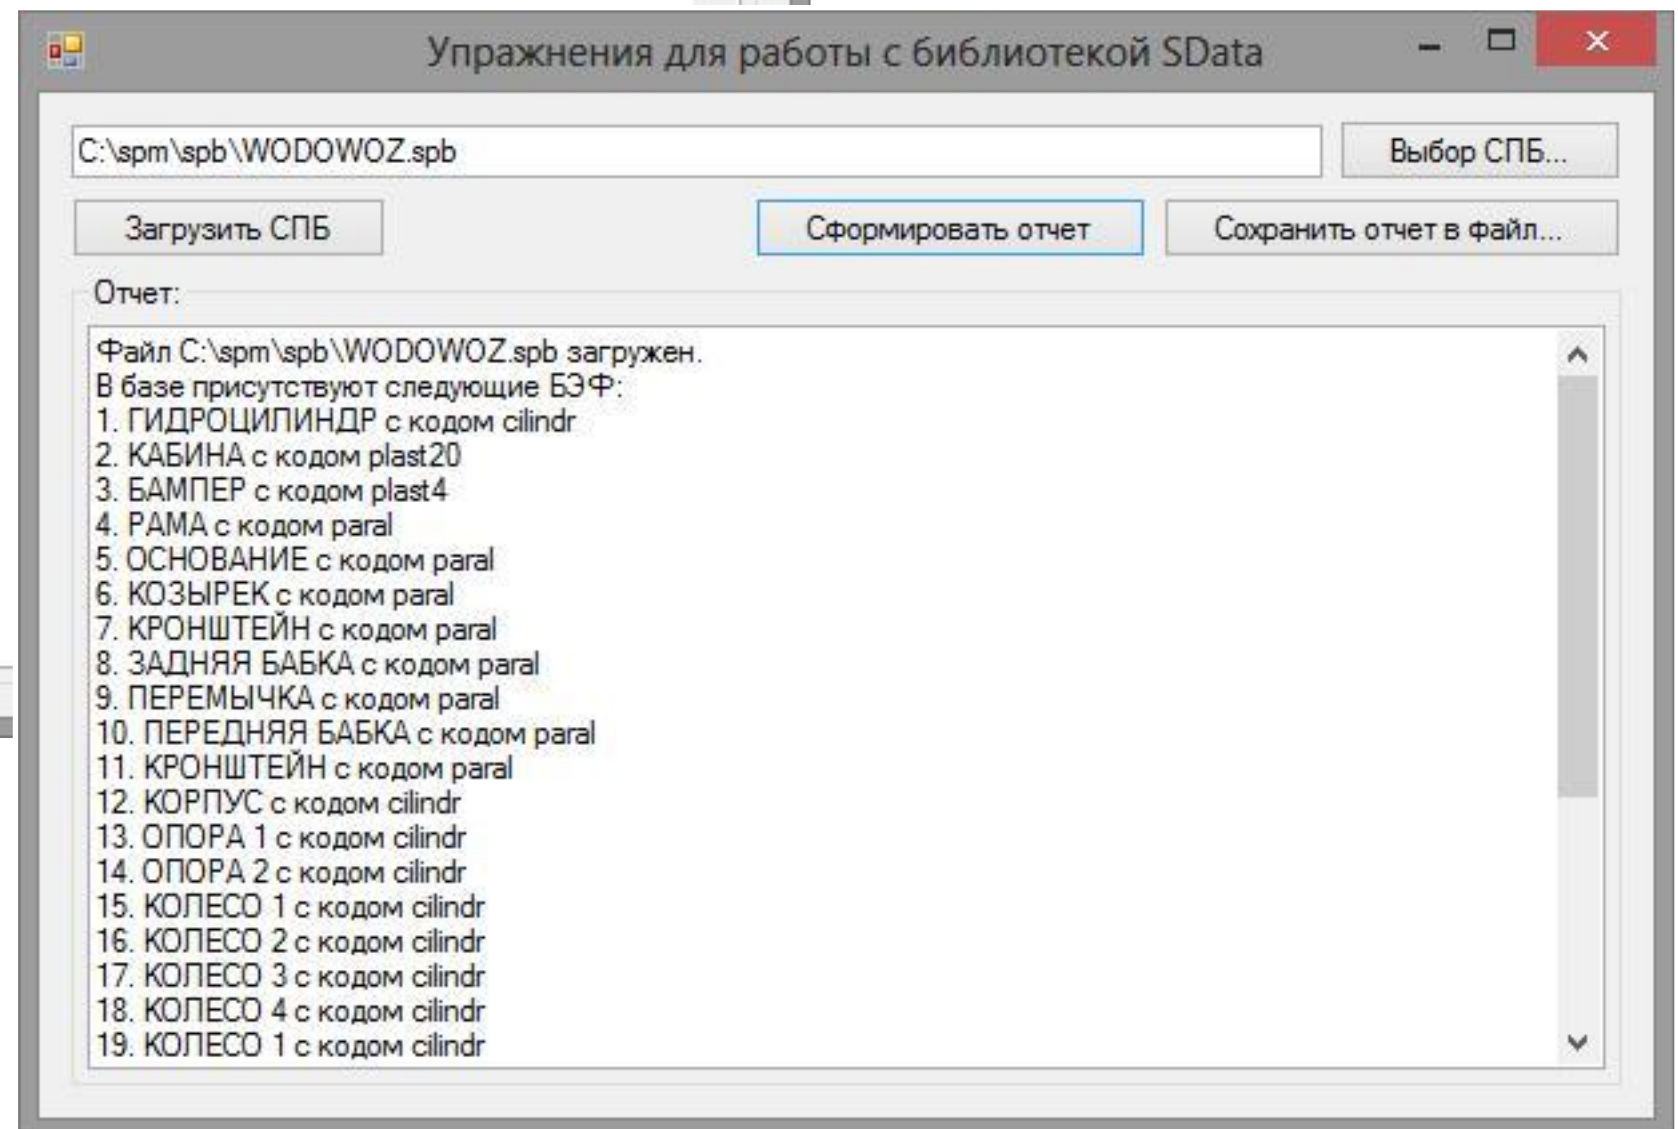 Упражнения для работы с библиотекой SData
C:\spm\spb\WODOWOZ.spb
Выбор СПБ...
Загрузить СПБ
Сформировать отчет
Сохранить отчет в файл...
Отчет:
Файл C:\spm\spb\WODOWOZ.spb загружен.
В базе присутствуют следующие БЭФ:
1. ГИДРОЦИЛИНДР с кодом cilindr
2. КАБИНА с кодом plast20
3. БАМПЕР с кодом plast4
4. РАМА с кодом paral
5. ОСНОВАНИЕ с кодом paral
6. КОЗЫРЕК с кодом paral
7. КРОНШТЕЙН с кодом paral
8. ЗАДНЯЯ БАБКА с кодом paral
9. ПЕРЕМЫЧКА с кодом paral
10. ПЕРЕДНЯЯ БАБКА с кодом paral
11. КРОНШТЕЙН с кодом paral
12. КОРПУС с кодом cilindr
13. ОПОРА 1 с кодом cilindr
14. ОПОРА 2 с кодом cilindr
15. КОЛЕСО 1 с кодом cilindr
16. КОЛЕСО 2 с кодом cilindr
17. КОЛЕСО 3 с кодом cilindr
18. КОЛЕСО 4 с кодом cilindr
19. КОЛЕСО 1 с кодом cilindr